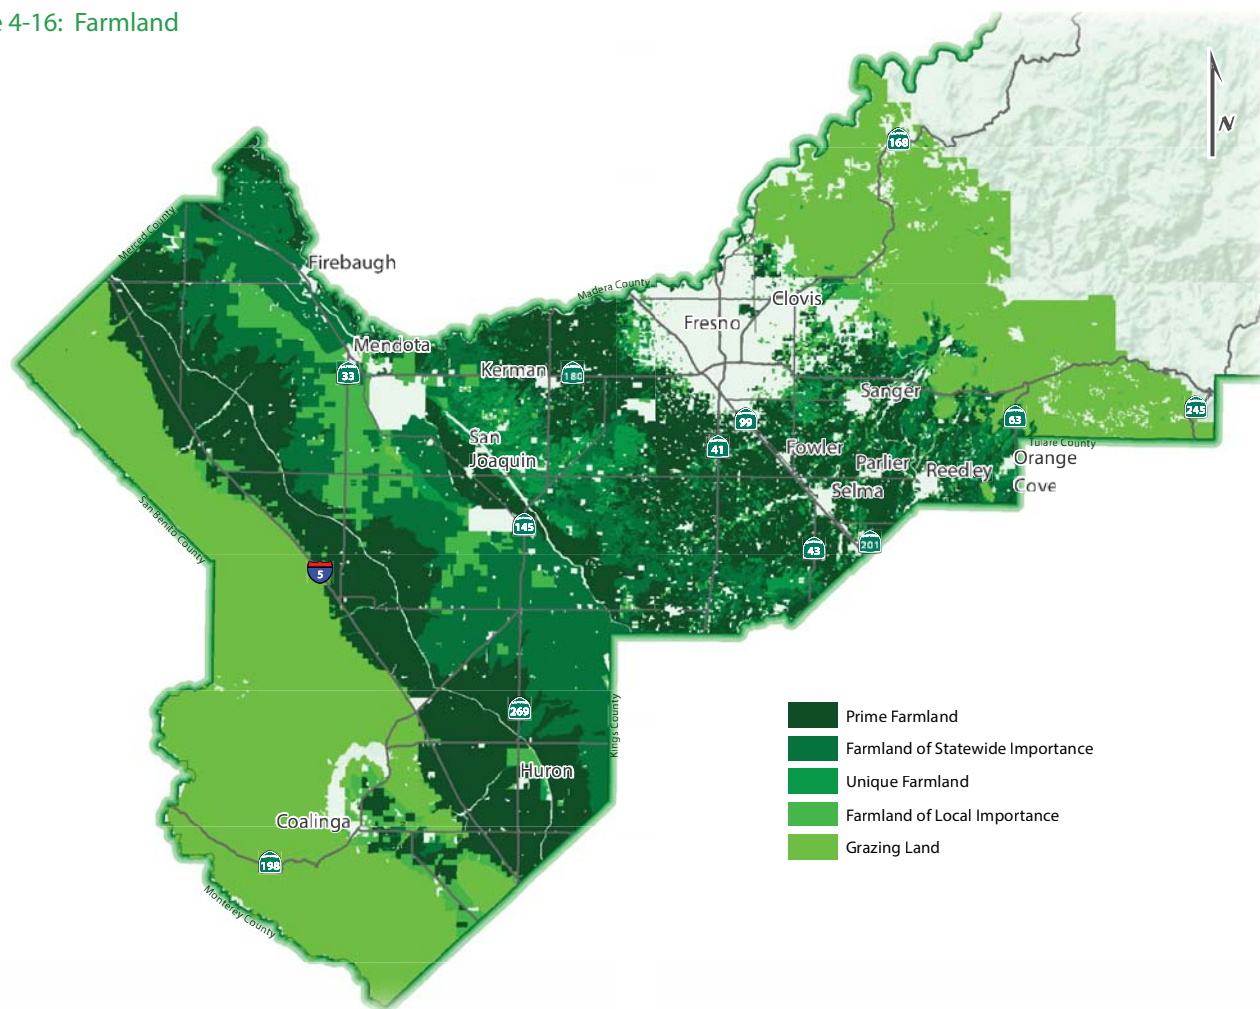 e 4-16: Farmland
N
168
Merced County
Firebaugh
Madera County
Clovis
Fresno
Mendota
33
Kerman
180
Sanger
245
63
99
41
San
Joaquin
Fowler
Parlier
Reedley
Tulare County
Orange
Cove
Selma
San Benito County
145
43
201
5
269
Kings County
Prime Farmland
Farmland of Statewide Importance
Unique Farmland
Farmland of Local Importance
Grazing Land
Huron
Coalinga
198
Monterey County